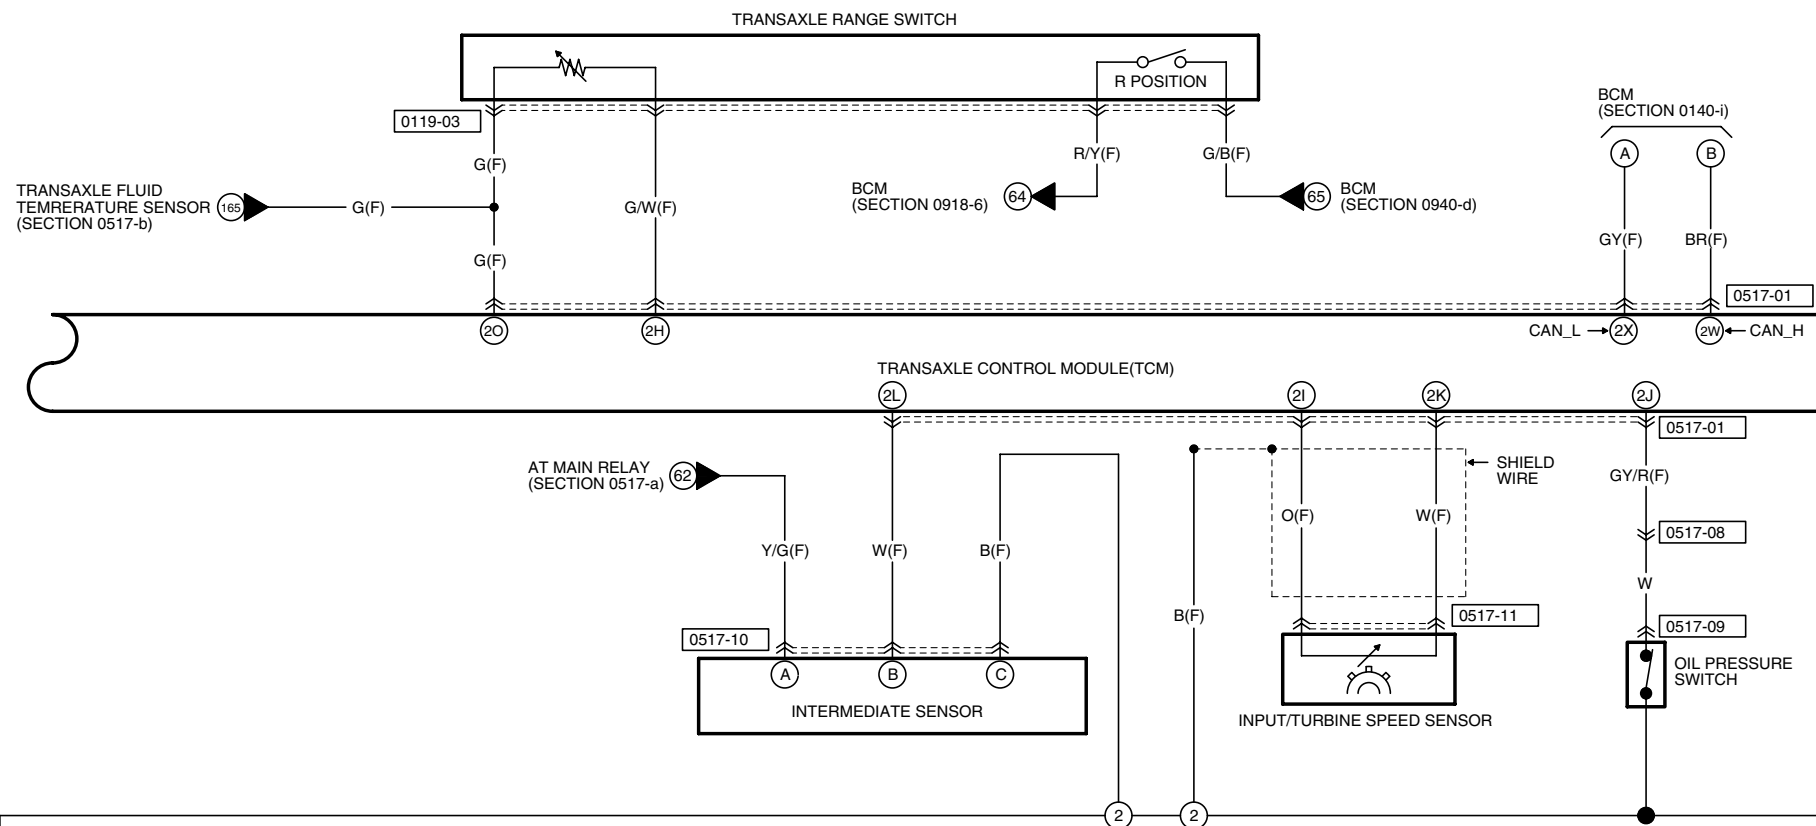 TRANSAXLE RANGE SWITCH
R POSITION
0119-03
BCM
(SECTION 0140-i)
A
B
G(F)
R/Y(F)
G/B(F)
TRANSAXLE FLUID
TEMRERATURE SENSOR
(SECTION 0517-b)
165
G(F)
G/W(F)
BCM
(SECTION 0918-6)
64
65
BCM
(SECTION 0940-d)
GY(F)
BR(F)
G(F)
0517-01
2O
2H
CAN_L
2X
2W
CAN_H
TRANSAXLE CONTROL MODULE(TCM)
2L
2I
2K
2J
0517-01
AT MAIN RELAY
(SECTION 0517-a)
62
SHIELD
WIRE
GY/R(F)
O(F)
W(F)
0517-08
Y/G(F)
W(F)
B(F)
W
B(F)
0517-11
0517-09
0517-10
A
B
C
INTERMEDIATE SENSOR
INPUT/TURBINE SPEED SENSOR
OIL PRESSURE
SWITCH
2
2